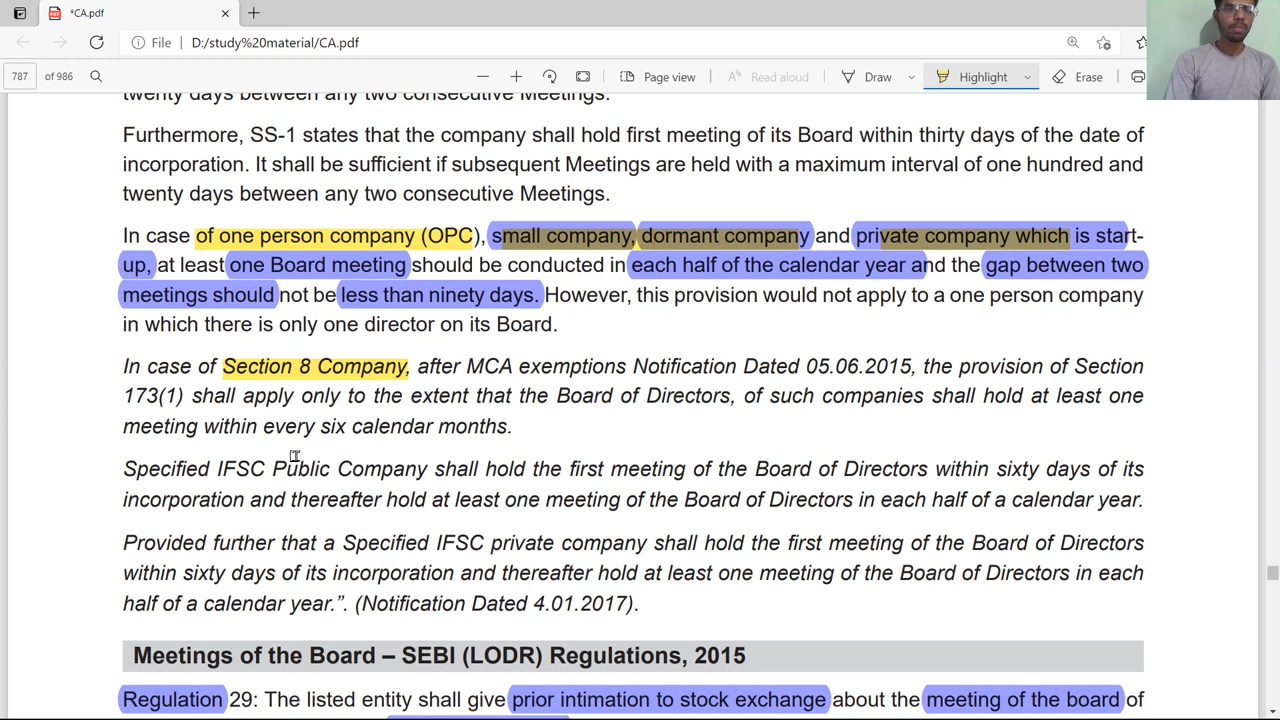 *CA.pdf
File
D:/study%20material/CA.pdf
787
of 986
Page view
Read aloud
Draw
Highlight
Erase
twenty days between any two consecutive Meetings.
Furthermore, SS-1 states that the company shall hold first meeting of its Board within thirty days of the date of
incorporation. It shall be sufficient if subsequent Meetings are held with a maximum interval of one hundred and
twenty days between any two consecutive Meetings.
In case of one person company (OPC), small company, dormant company and private company which is start-
up, at least one Board meeting should be conducted in each half of the calendar year and the gap between two
meetings should not be less than ninety days. However, this provision would not apply to a one person company
in which there is only one director on its Board.
In case of Section 8 Company, after MCA exemptions Notification Dated 05.06.2015, the provision of Section
173(1) shall apply only to the extent that the Board of Directors, of such companies shall hold at least one
meeting within every six calendar months.
Specified IFSC Public Company shall hold the first meeting of the Board of Directors within sixty days of its
incorporation and thereafter hold at least one meeting of the Board of Directors in each half of a calendar year.
Provided further that a Specified IFSC private company shall hold the first meeting of the Board of Directors
within sixty days of its incorporation and thereafter hold at least one meeting of the Board of Directors in each
half of a calendar year.”. (Notification Dated 4.01.2017).
Meetings of the Board – SEBI (LODR) Regulations, 2015
Regulation 29: The listed entity shall give prior intimation to stock exchange about the meeting of the board of